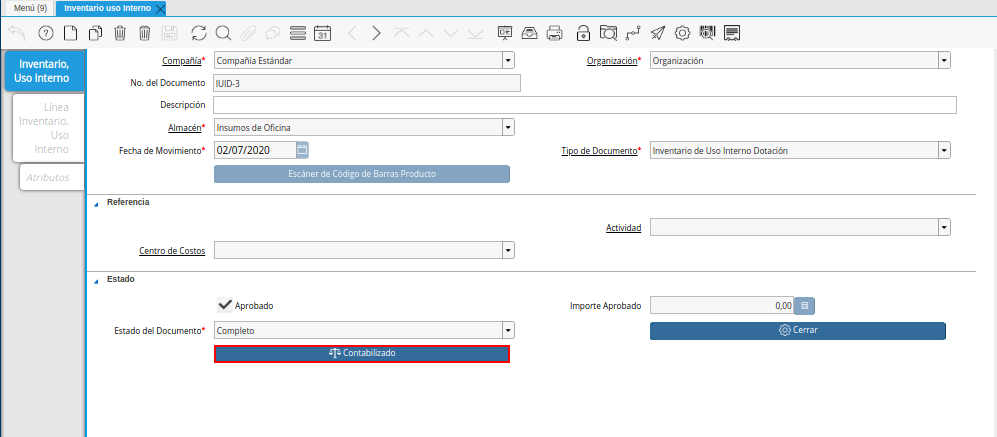 Menú (9)
Inventario uso Interno
31
Inventario,
Uso Interno
Línea
Inventario,
Uso
Interno
Atributos
Compañía* Compañía Estándar
Organización* Organización
No. del Documento IUID-3
Descripción
Almacén* Insumos de Oficina
Fecha de Movimiento* 02/07/2020
Tipo de Documento* Inventario de Uso Interno Dotación
Escáner de Código de Barras Producto
Referencia
Actividad
Centro de Costos
Estado
Aprobado
Importe Aprobado 0,00
Estado del Documento* Completo
Cerrar
Contabilizado